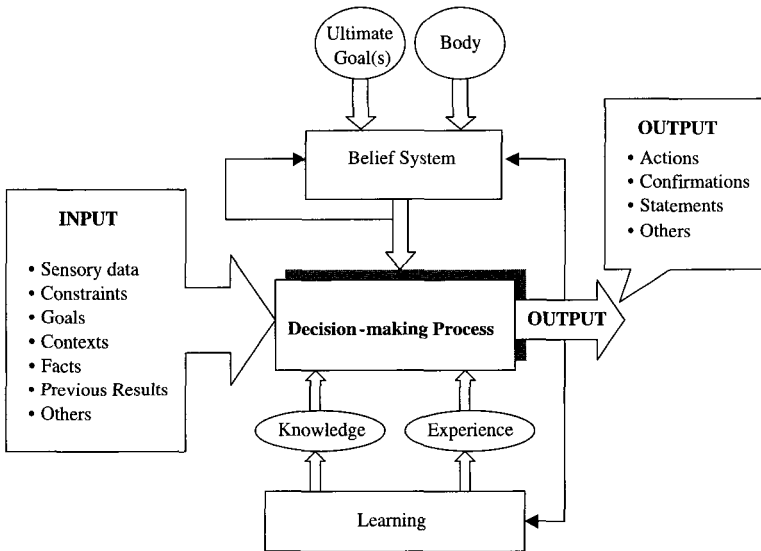 Ultimate
Goal(s)
Body
Belief System
OUTPUT
• Actions
• Confirmations
• Statements
• Others
INPUT
• Sensory data
• Constraints
• Goals
• Contexts
• Facts
• Previous Results
• Others
Decision-making Process
OUTPUT
Knowledge
Experience
Learning